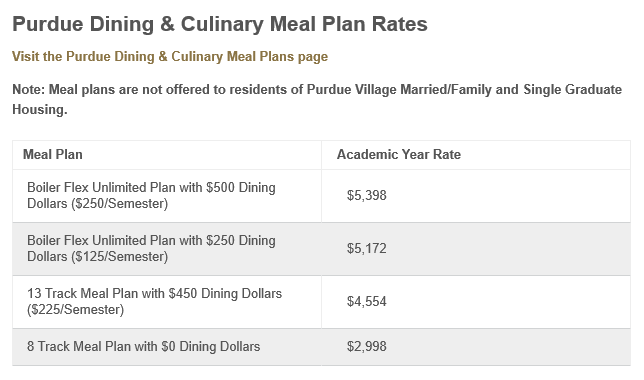 Purdue Dining & Culinary Meal Plan Rates
Visit the Purdue Dining & Culinary Meal Plans page
Note: Meal plans are not offered to residents of Purdue Village Married/Family and Single Graduate
Housing.
Meal Plan Academic Year Rate
Boiler Flex Unlimited Plan with $500 Dining
Dollars ($250/Semester)
$5,398
Boiler Flex Unlimited Plan with $250 Dining
Dollars ($125/Semester)
$5,172
13 Track Meal Plan with $450 Dining Dollars
($225/Semester)
$4,554
8 Track Meal Plan with $0 Dining Dollars $2,998